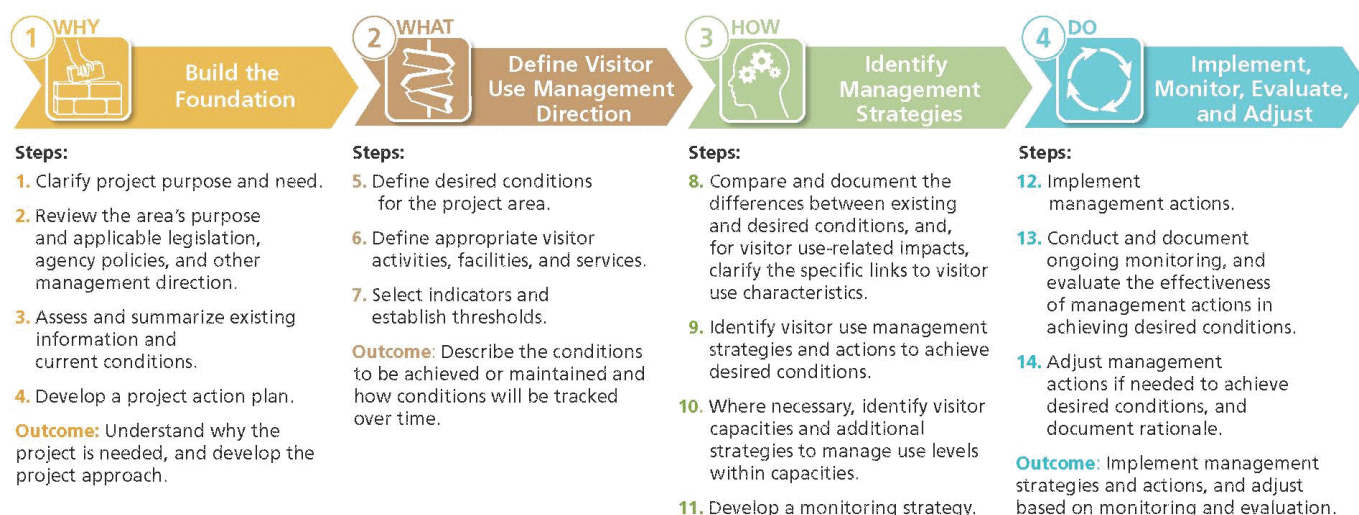 1 WHY
Build the
Foundation
Steps:
1. Clarify project purpose and need.
2. Review the area's purpose
and applicable legislation,
agency policies, and other
management direction.
3. Assess and summarize existing
information and
current conditions.
4. Develop a project action plan.
Outcome: Understand why the
project is needed, and develop the
project approach.
2 WHAT
Define Visitor
Use Management
Direction
Steps:
5. Define desired conditions
for the project area.
6. Define appropriate visitor
activities, facilities, and services.
7. Select indicators and
establish thresholds.
Outcome: Describe the conditions
to be achieved or maintained and
how conditions will be tracked
over time.
3 HOW
Identify
Management
Strategies
Steps:
8. Compare and document the
differences between existing
and desired conditions, and,
for visitor use-related impacts,
clarify the specific links to visitor
use characteristics.
9. Identify visitor use management
strategies and actions to achieve
desired conditions.
10. Where necessary, identify visitor
capacities and additional
strategies to manage use levels
within capacities.
11. Develop a monitoring strategy.
4 DO
Implement,
Monitor, Evaluate,
and Adjust
Steps:
12. Implement
management actions.
13. Conduct and document
ongoing monitoring, and
evaluate the effectiveness
of management actions in
achieving desired conditions.
14. Adjust management
actions if needed to achieve
desired conditions, and
document rationale.
Outcome: Implement management
strategies and actions, and adjust
based on monitoring and evaluation.